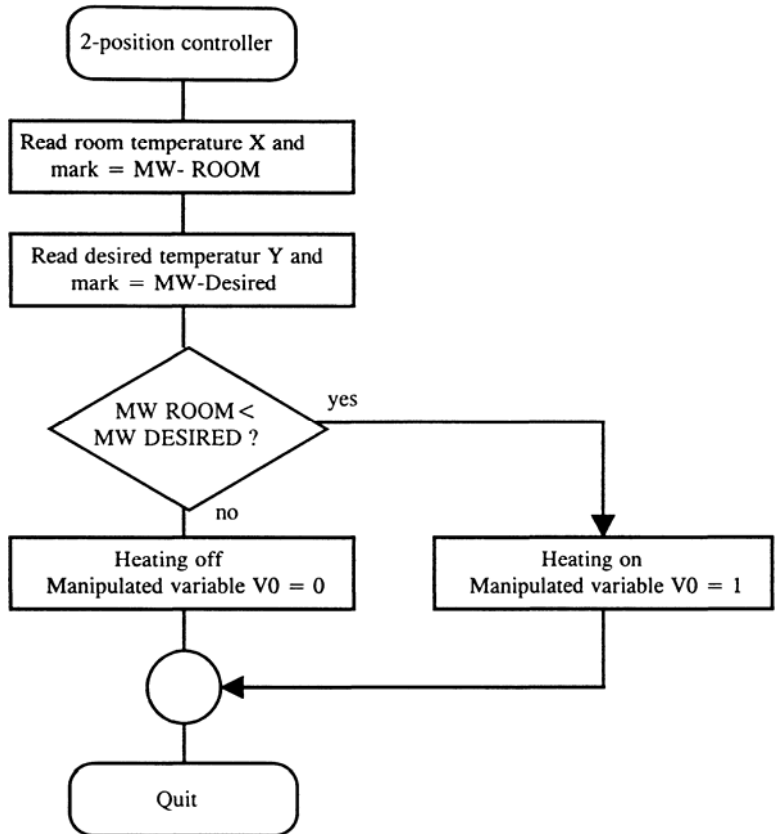 2-position controller
Read room temperature X and
mark = MW- ROOM
Read desired temperatur Y and
mark = MW-Desired
MW ROOM <
MW DESIRED ?
yes
no
Heating off
Manipulated variable V0 = 0
Heating on
Manipulated variable V0 = 1
Quit